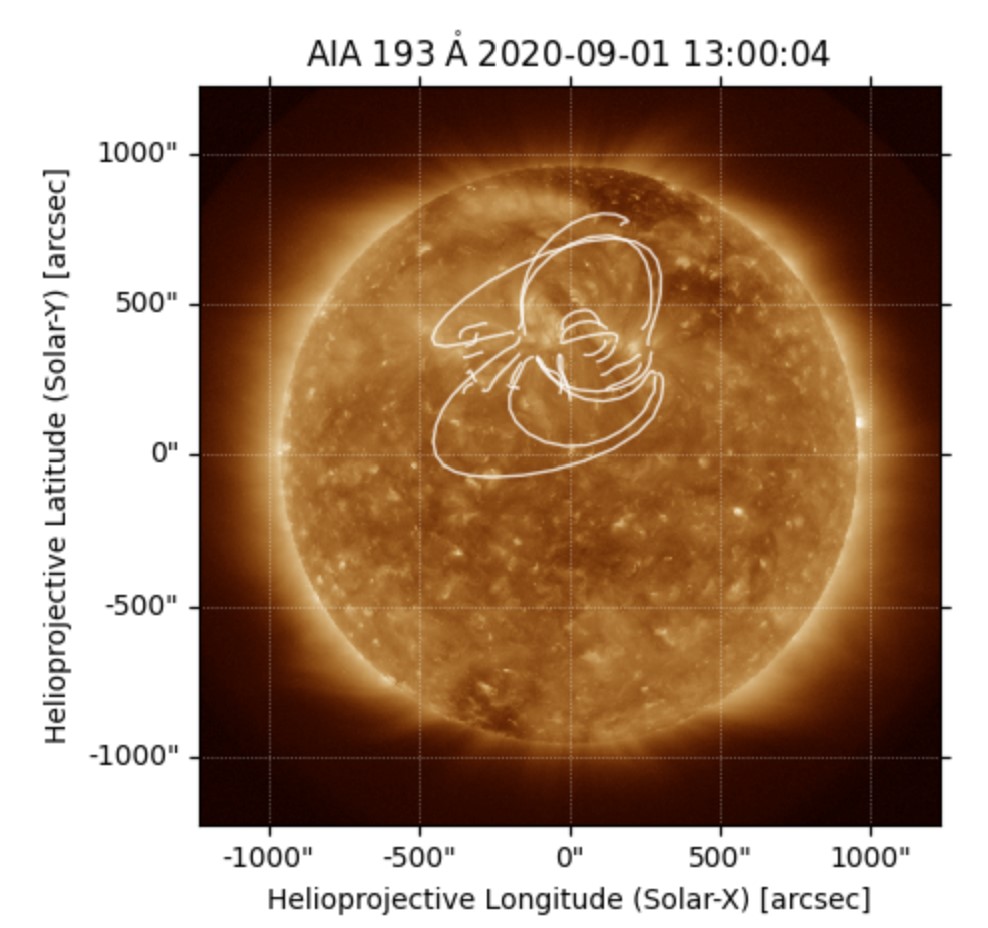 AIA 193 Å 2020-09-01 13:00:04
1000"
500"
0"
-500"
-1000"
Helioprojective Latitude (Solar-Y) [arcsec]
-1000" -500" 0" 500" 1000"
Helioprojective Longitude (Solar-X) [arcsec]